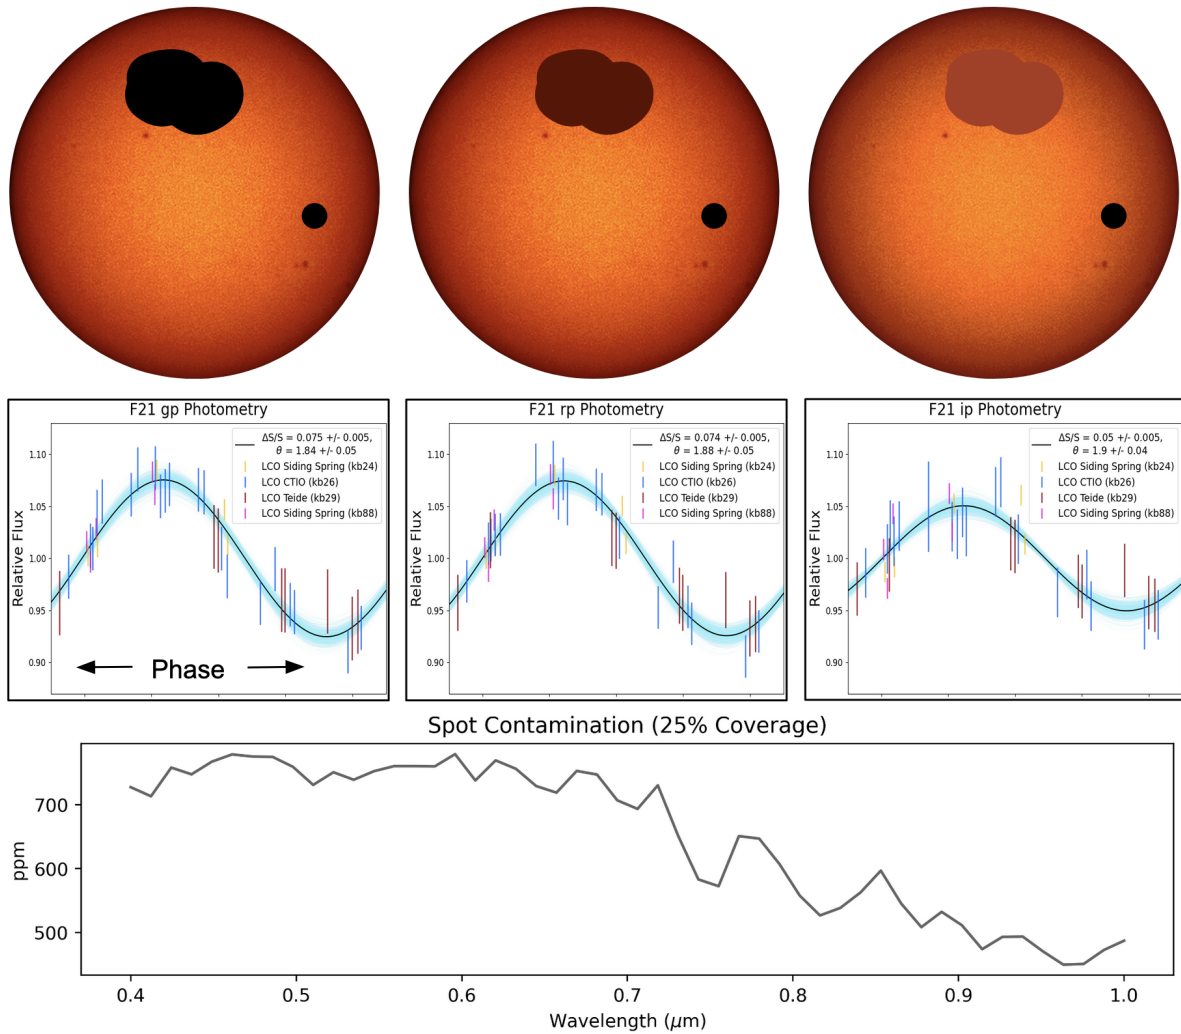 F21 gp Photometry
ΔS/S = 0.075 +/- 0.005,
θ = 1.84 +/- 0.05
LCO Siding Spring (kb24)
LCO CTIO (kb26)
LCO Teide (kb29)
LCO Siding Spring (kb88)
1.10
1.05
1.00
0.95
0.90
Relative Flux
Phase
F21 rp Photometry
ΔS/S = 0.074 +/- 0.005,
θ = 1.88 +/- 0.05
LCO Siding Spring (kb24)
LCO CTIO (kb26)
LCO Teide (kb29)
LCO Siding Spring (kb88)
1.10
1.05
1.00
0.95
0.90
Relative Flux
F21 ip Photometry
ΔS/S = 0.05 +/- 0.005,
θ = 1.9 +/- 0.04
LCO Siding Spring (kb24)
LCO CTIO (kb26)
LCO Teide (kb29)
LCO Siding Spring (kb88)
1.10
1.05
1.00
0.95
0.90
Relative Flux
Spot Contamination (25% Coverage)
700
600
500
ppm
0.4 0.5 0.6 0.7 0.8 0.9 1.0
Wavelength (μm)